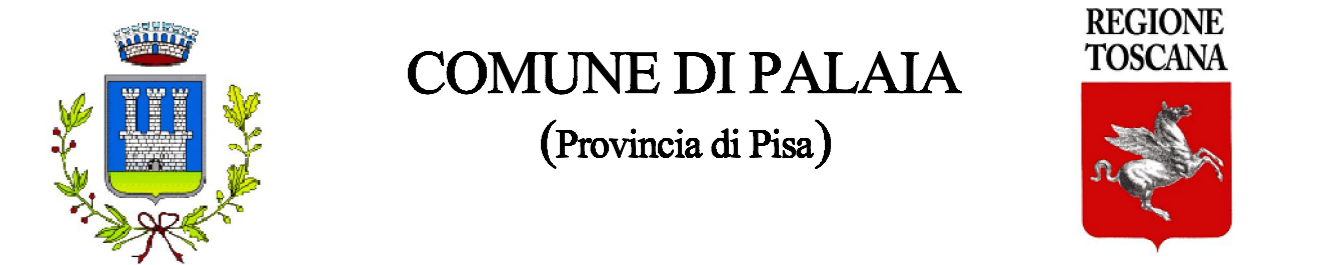 COMUNE DI PALAIA
(Provincia di Pisa)
REGIONE
TOSCANA